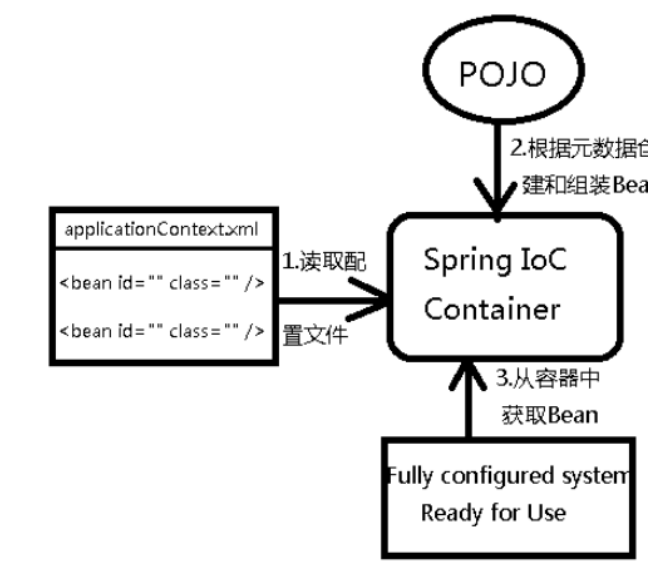 POJO
2.根据元数据创
建和组装Bea
applicationContext.xml
<bean id="" class="" />
<bean id="" class="" />
1.读取配
置文件
Spring IoC
Container
3.从容器中
获取Bean
Fully configured system
Ready for Use